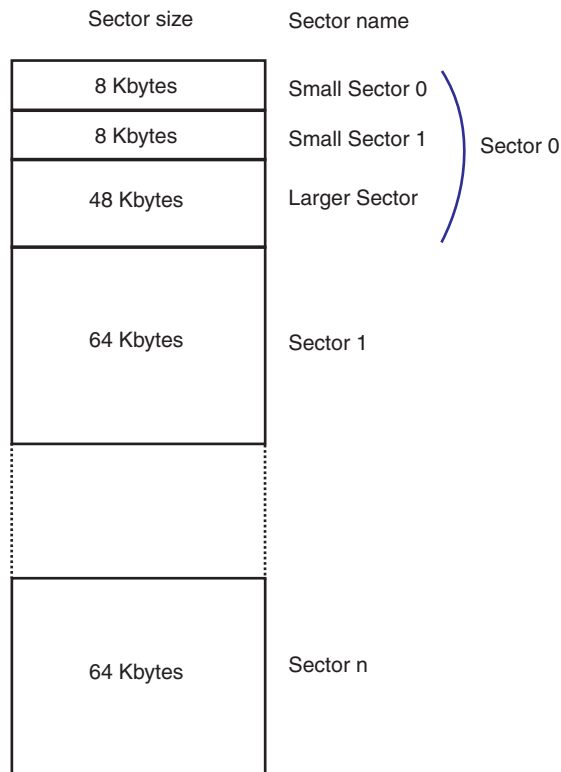 Sector size Sector name
8 Kbytes Small Sector 0
8 Kbytes Small Sector 1
Sector 0
48 Kbytes Larger Sector
64 Kbytes Sector 1
64 Kbytes Sector n